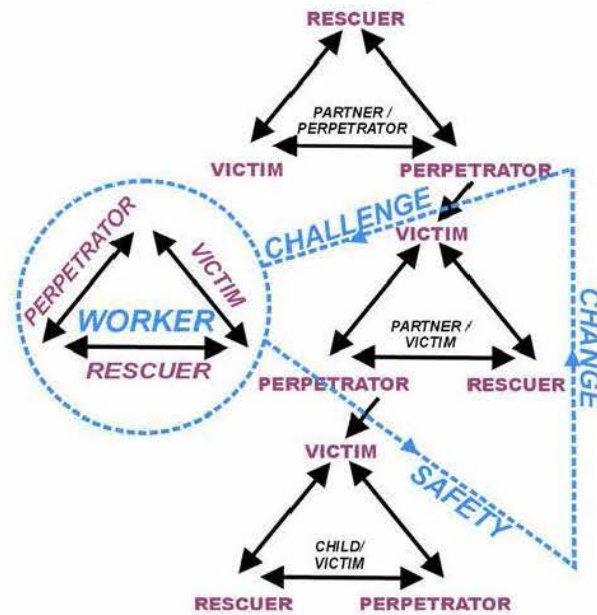 RESCUER
PARTNER /
PERPETRATOR
VICTIM
PERPETRATOR
CHALLENGE
VICTIM
PERPETRATOR
VICTIM
WORKER
RESCUER
PARTNER /
VICTIM
PERPETRATOR
RESCUER
CHANGE
VICTIM
SAFETY
CHILD/
VICTIM
RESCUER
PERPETRATOR